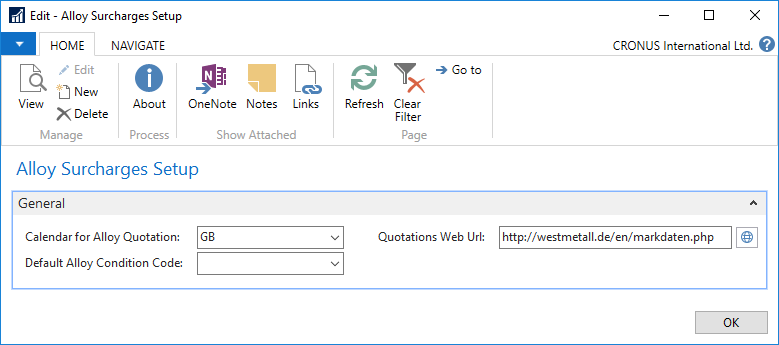 Edit - Alloy Surcharges Setup
HOME NAVIGATE CRONUS International Ltd. ?
View Edit New Delete About OneNote Notes Links Refresh Clear Filter Go to
Manage Process Show Attached Page
Alloy Surcharges Setup
General
Calendar for Alloy Quotation: GB Quotations Web Url: http://westmetall.de/en/markdaten.php
Default Alloy Condition Code:
OK